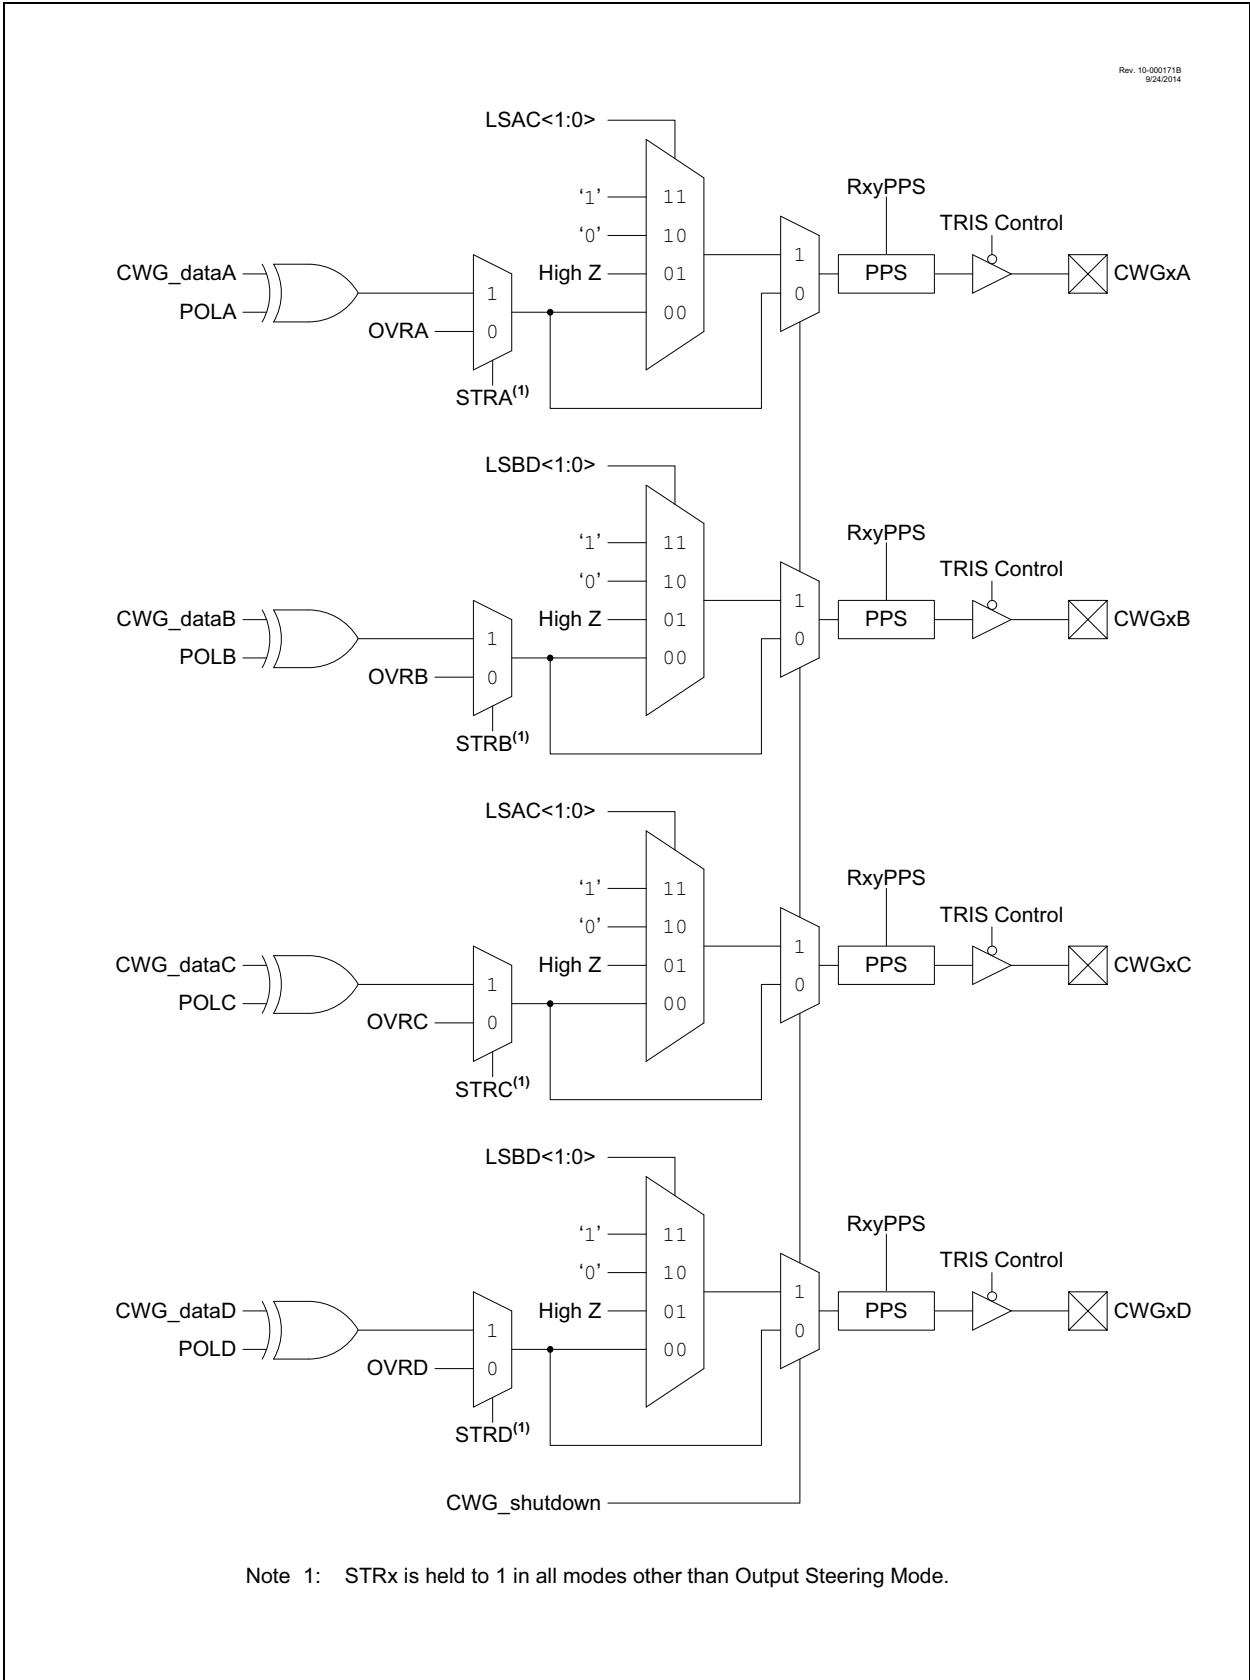 Rev. 10-000171B
9/24/2014
LSAC<1:0>
'1' 11
'0' 10
High Z 01
00
CWG_dataA
POLA
1
0
OVRA
STRA(1)
1
0
RxyPPS
PPS
TRIS Control
CWGxA
LSBD<1:0>
'1' 11
'0' 10
High Z 01
00
CWG_dataB
POLB
1
0
OVRB
STRB(1)
1
0
RxyPPS
PPS
TRIS Control
CWGxB
LSAC<1:0>
'1' 11
'0' 10
High Z 01
00
CWG_dataC
POLC
1
0
OVRC
STRC(1)
1
0
RxyPPS
PPS
TRIS Control
CWGxC
LSBD<1:0>
'1' 11
'0' 10
High Z 01
00
CWG_dataD
POLD
1
0
OVRD
STRD(1)
1
0
RxyPPS
PPS
TRIS Control
CWGxD
CWG_shutdown
Note 1: STRx is held to 1 in all modes other than Output Steering Mode.